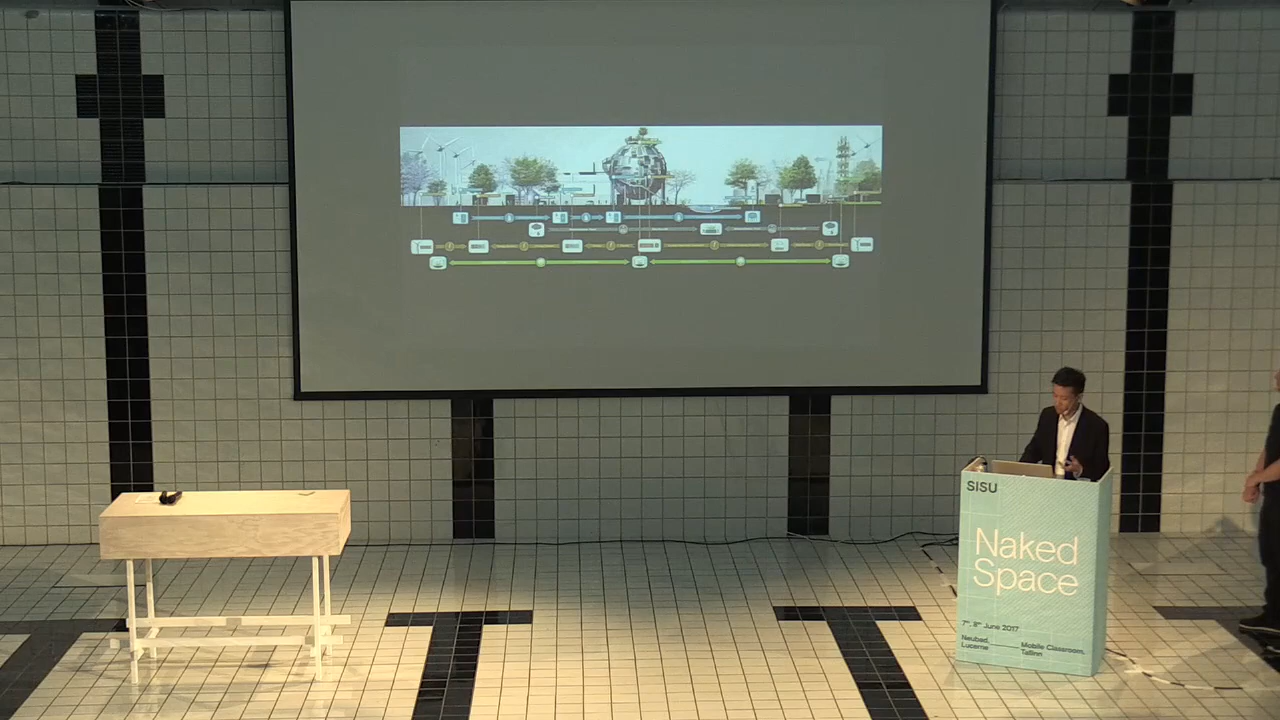 SISU
Naked
Space
7th, 8th June 2017
Neubad, Mobile Classroom,
Lucerne Tallinn